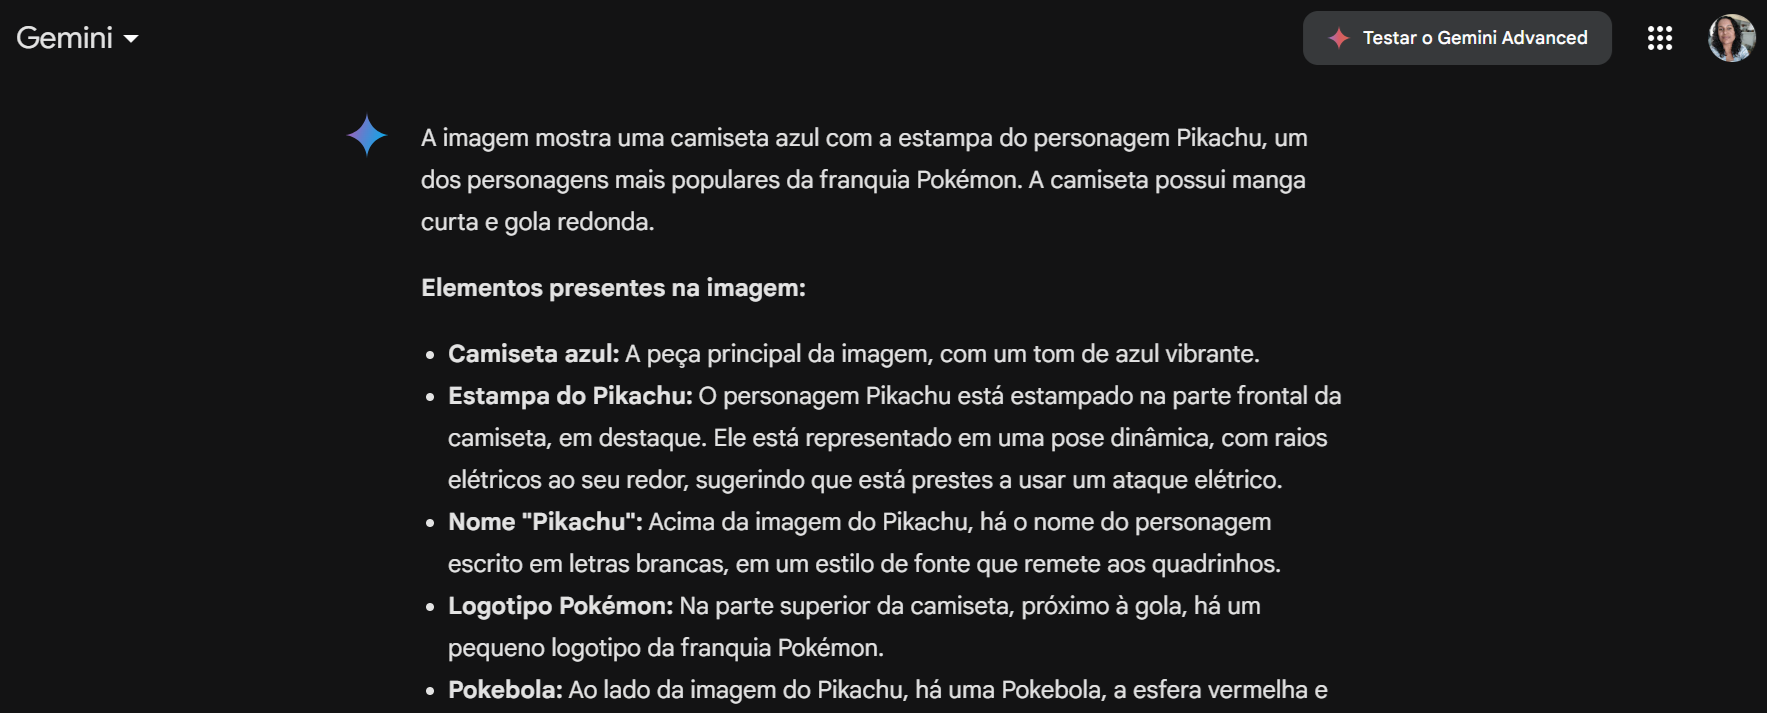 Gemini
Testar o Gemini Advanced
A imagem mostra uma camiseta azul com a estampa do personagem Pikachu, um
dos personagens mais populares da franquia Pokémon. A camiseta possui manga
curta e gola redonda.
Elementos presentes na imagem:
• Camiseta azul: A peça principal da imagem, com um tom de azul vibrante.
• Estampa do Pikachu: O personagem Pikachu está estampado na parte frontal da
camiseta, em destaque. Ele está representado em uma pose dinâmica, com raios
elétricos ao seu redor, sugerindo que está prestes a usar um ataque elétrico.
• Nome "Pikachu": Acima da imagem do Pikachu, há o nome do personagem
escrito em letras brancas, em um estilo de fonte que remete aos quadrinhos.
• Logotipo Pokémon: Na parte superior da camiseta, próximo à gola, há um
pequeno logotipo da franquia Pokémon.
• Pokebola: Ao lado da imagem do Pikachu, há uma Pokebola, a esfera vermelha e